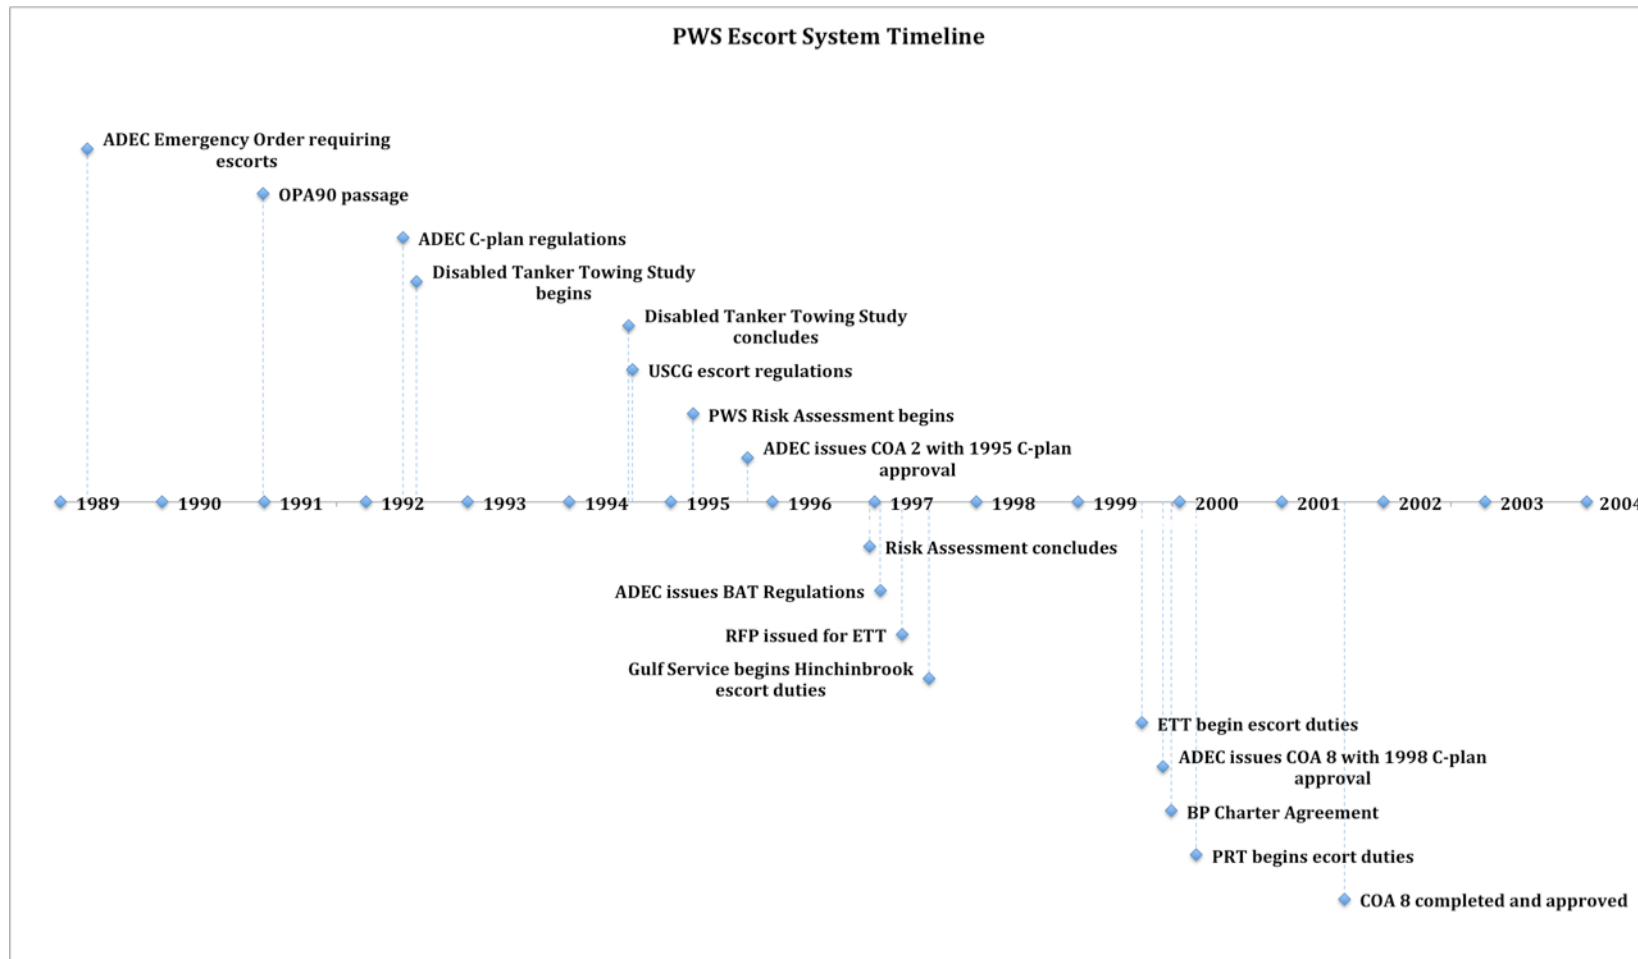 PWS Escort System Timeline
ADEC Emergency Order requiring
escorts
OPA90 passage
ADEC C-plan regulations
Disabled Tanker Towing Study
begins
Disabled Tanker Towing Study
concludes
USCG escort regulations
PWS Risk Assessment begins
ADEC issues COA 2 with 1995 C-plan
approval
1989 1990 1991 1992 1993 1994 1995 1996 1997 1998 1999 2000 2001 2002 2003 2004
Risk Assessment concludes
ADEC issues BAT Regulations
RFP issued for ETT
Gulf Service begins Hinchinbrook
escort duties
ETT begin escort duties
ADEC issues COA 8 with 1998 C-plan
approval
BP Charter Agreement
PRT begins ecort duties
COA 8 completed and approved